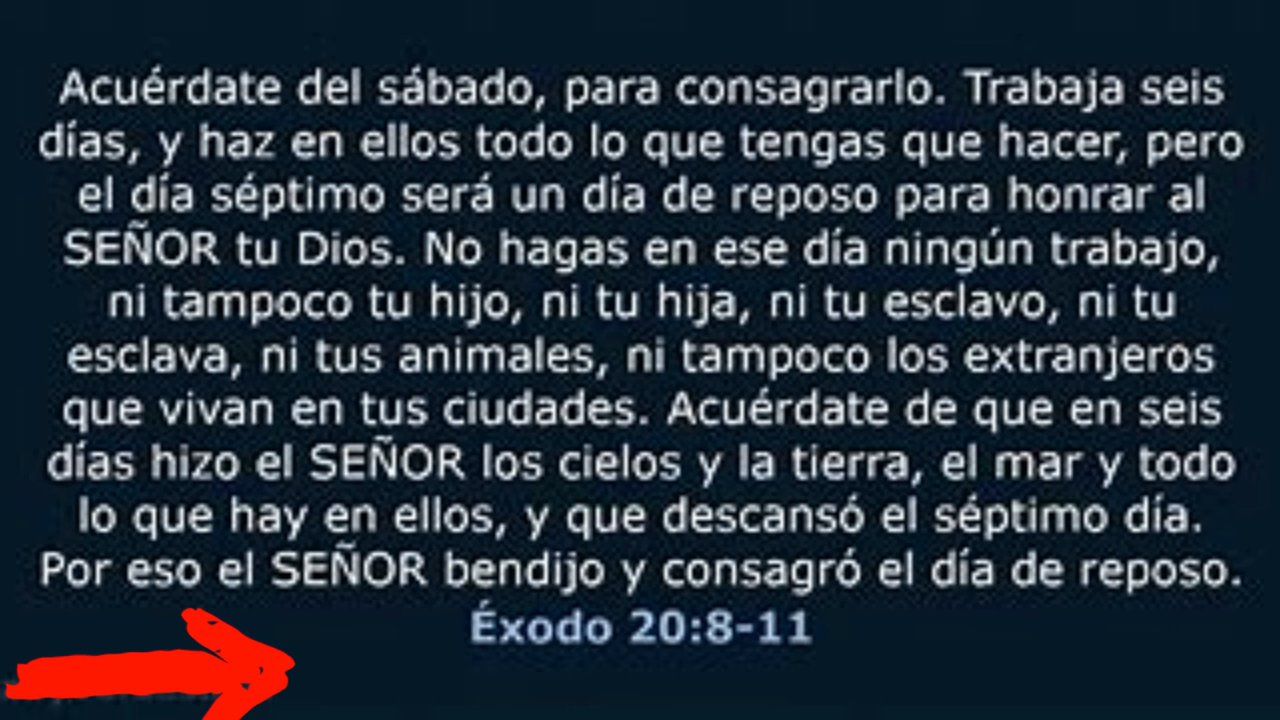 Acuérdate del sábado, para consagrarlo. Trabaja seis
días, y haz en ellos todo lo que tengas que hacer, pero
el día séptimo será un día de reposo para honrar al
SEÑOR tu Dios. No hagas en ese día ningún trabajo,
ni tampoco tu hijo, ni tu hija, ni tu esclavo, ni tu
esclava, ni tus animales, ni tampoco los extranjeros
que vivan en tus ciudades. Acuérdate de que en seis
días hizo el SEÑOR los cielos y la tierra, el mar y todo
lo que hay en ellos, y que descansó el séptimo día.
Por eso el SEÑOR bendijo y consagró el día de reposo.
Éxodo 20:8-11